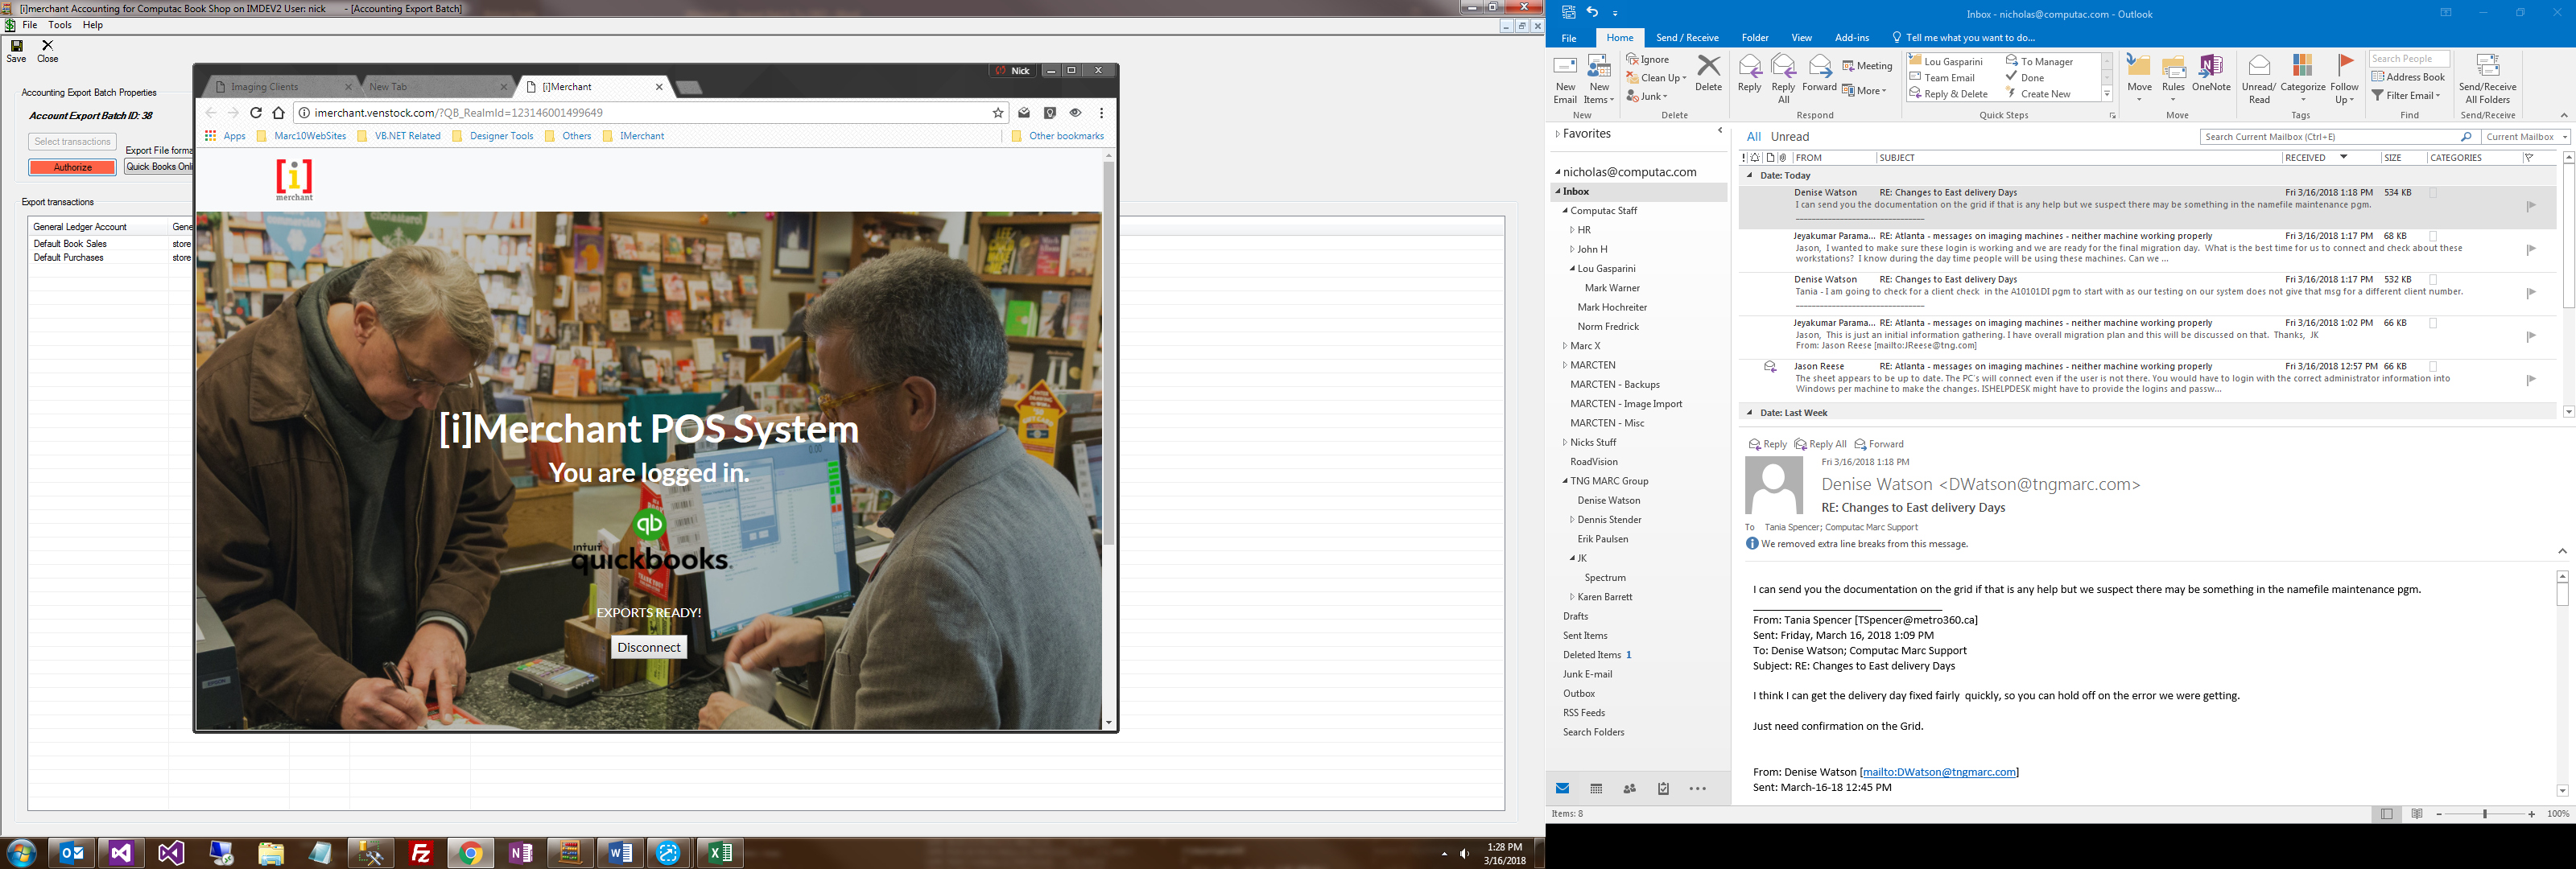 [i]merchant Accounting for Computac Book Shop on IMDEV2 User: nick - [Accounting Export Batch]
File Tools Help
Save Close
Accounting Export Batch Properties
Account Export Batch ID: 38
Select transactions
Export File forma
Authorize
Quick Books Onli
Export transactions
General Ledger Account Gene
Default Book Sales store
Default Purchases store
Nick
Imaging Clients
New Tab
[i]Merchant
imerchant.venstock.com/?QB_RealmId=123146001499649
Apps Marc10WebSites VB.NET Related Designer Tools Others IMerchant Other bookmarks
[i]
merchant
[i]Merchant POS System
You are logged in.
qb
intuit
quickbooks.
EXPORTS READY!
Disconnect
1:28 PM
3/16/2018
Inbox - nicholas@computac.com - Outlook
File Home Send / Receive Folder View Add-ins Tell me what you want to do...
New Email
New Items
New
Ignore
Clean Up
Junk
Delete
Delete
Reply
Reply All
Forward
Meeting
More
Respond
Lou Gasparini
Team Email
Reply & Delete
To Manager
Done
Create New
Quick Steps
Move
Rules
OneNote
Move
Unread/ Read
Categorize
Follow Up
Tags
Search People
Address Book
Filter Email
Find
Send/Receive All Folders
Send/Receive
Favorites
nicholas@computac.com
Inbox
Computac Staff
HR
John H
Lou Gasparini
Mark Warner
Mark Hochreiter
Norm Fredrick
Marc X
MARCTEN
MARCTEN - Backups
MARCTEN - Image Import
MARCTEN - Misc
Nicks Stuff
RoadVision
TNG MARC Group
Denise Watson
Dennis Stender
Erik Paulsen
JK
Spectrum
Karen Barrett
Drafts
Sent Items
Deleted Items 1
Junk E-mail
Outbox
RSS Feeds
Search Folders
Items: 8
All Unread
Search Current Mailbox (Ctrl+E)
Current Mailbox
FROM SUBJECT RECEIVED SIZE CATEGORIES
Date: Today
Denise Watson RE: Changes to East delivery Days Fri 3/16/2018 1:18 PM 534 KB
I can send you the documentation on the grid if that is any help but we suspect there may be something in the namefile maintenance pgm.
Jeyakumar Parama... RE: Atlanta - messages on imaging machines - neither machine working properly Fri 3/16/2018 1:17 PM 68 KB
Jason, I wanted to make sure these login is working and we are ready for the final migration day. What is the best time for us to connect and check about these
workstations? I know during the day time people will be using these machines. Can we ...
Denise Watson RE: Changes to East delivery Days Fri 3/16/2018 1:17 PM 532 KB
Tania - I am going to check for a client check in the A10101DI pgm to start with as our testing on our system does not give that msg for a different client number.
Jeyakumar Parama... RE: Atlanta - messages on imaging machines - neither machine working properly Fri 3/16/2018 1:02 PM 66 KB
Jason, This is just an initial information gathering. I have overall migration plan and this will be discussed on that. Thanks, JK
From: Jason Reese [mailto:JReese@tng.com]
Jason Reese RE: Atlanta - messages on imaging machines - neither machine working properly Fri 3/16/2018 12:57 PM 66 KB
The sheet appears to be up to date. The PC's will connect even if the user is not there. You would have to login with the correct administrator information into
Windows per machine to make the changes. ISHELPDESK might have to provide the logins and passw...
Date: Last Week
Reply Reply All Forward
Fri 3/16/2018 1:18 PM
Denise Watson <DWatson@tngmarc.com>
RE: Changes to East delivery Days
To Tania Spencer; Computac Marc Support
We removed extra line breaks from this message.
I can send you the documentation on the grid if that is any help but we suspect there may be something in the namefile maintenance pgm.
From: Tania Spencer [TSpencer@metro360.ca]
Sent: Friday, March 16, 2018 1:09 PM
To: Denise Watson; Computac Marc Support
Subject: RE: Changes to East delivery Days
I think I can get the delivery day fixed fairly quickly, so you can hold off on the error we were getting.
Just need confirmation on the Grid.
From: Denise Watson [mailto:DWatson@tngmarc.com]
Sent: March-16-18 12:45 PM
100%